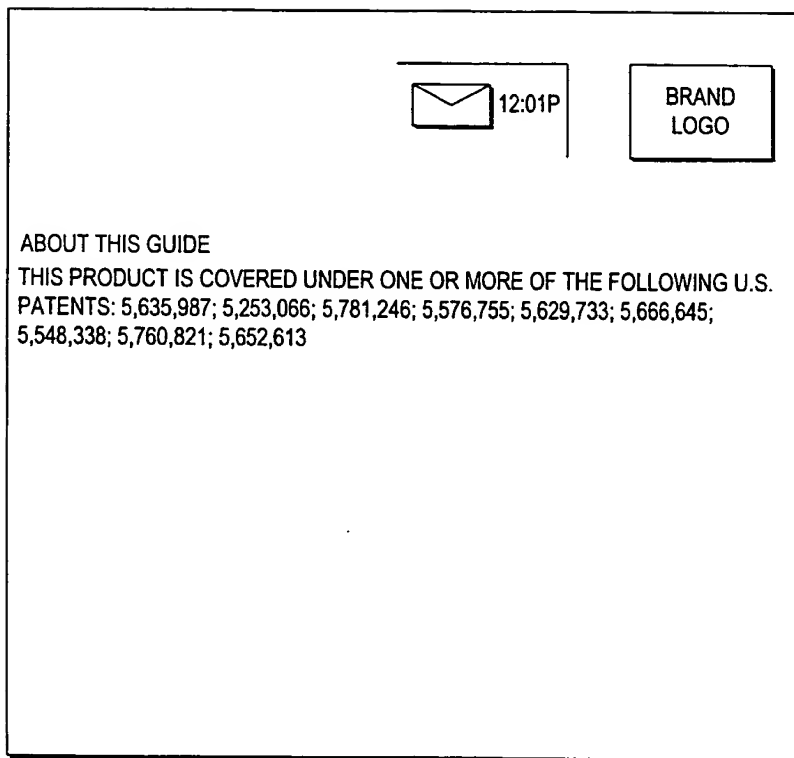 12:01P
BRAND
LOGO
ABOUT THIS GUIDE
THIS PRODUCT IS COVERED UNDER ONE OR MORE OF THE FOLLOWING U.S.
PATENTS: 5,635,987; 5,253,066; 5,781,246; 5,576,755; 5,629,733; 5,666,645;
5,548,338; 5,760,821; 5,652,613